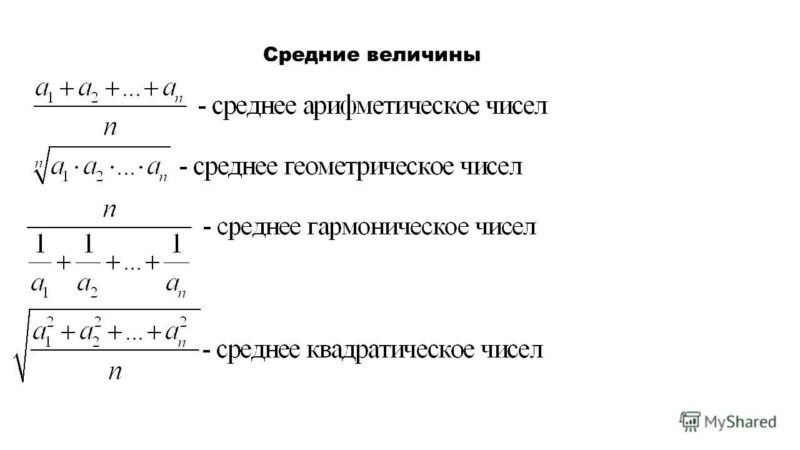 Средние величины
(a₁ + a₂ + ... + aₙ) / n - среднее арифметическое чисел
ⁿ√(a₁ · a₂ · ... · aₙ) - среднее геометрическое чисел
n / (1/a₁ + 1/a₂ + ... + 1/aₙ) - среднее гармоническое чисел
√((a₁² + a₂² + ... + aₙ²) / n) - среднее квадратическое чисел
MyShared